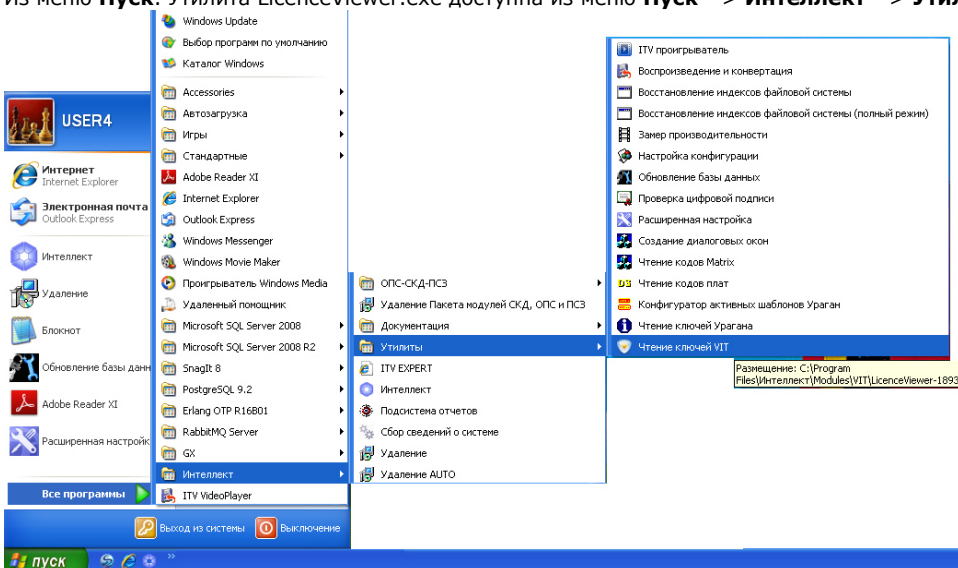 из меню Пуск. Утилита LicenceViewer.exe доступна из меню Пуск -> Интеллект ->
Windows Update
Выбор программ по умолчанию
Каталог Windows
Accessories
Автозагрузка
Игры
Стандартные
Adobe Reader XI
Internet Explorer
Outlook Express
Windows Messenger
Windows Movie Maker
Проигрыватель Windows Media
Удаленный помощник
Microsoft SQL Server 2008
Microsoft SQL Server 2008 R2
SnagIt 8
PostgreSQL 9.2
Erlang OTP R16B01
RabbitMQ Server
GX
Интеллект
ITV VideoPlayer
USER4
Интернет
Internet Explorer
Электронная почта
Outlook Express
Интеллект
Удаление
Блокнот
Обновление базы данн
Adobe Reader XI
Расширенная настройк
Все программы
Выход из системы
Выключение
пуск
»
ОПС-СКД-ПСЗ
Удаление Пакета модулей СКД, ОПС и ПСЗ
Документация
Утилиты
ITV EXPERT
Интеллект
Подсистема отчетов
Сбор сведений о системе
Удаление
Удаление AUTO
ITV проигрыватель
Воспроизведение и конвертация
Восстановление индексов файловой системы
Восстановление индексов файловой системы (полный режим)
Замер производительности
Настройка конфигурации
Обновление базы данных
Проверка цифровой подписи
Расширенная настройка
Создание диалоговых окон
Чтение кодов Matrix
Чтение кодов плат
Конфигуратор активных шаблонов Ураган
Чтение ключей Урагана
Чтение ключей VIT
Размещение: C:\Program
Files\Интеллект\Modules\VIT\LicenceViewer-1893